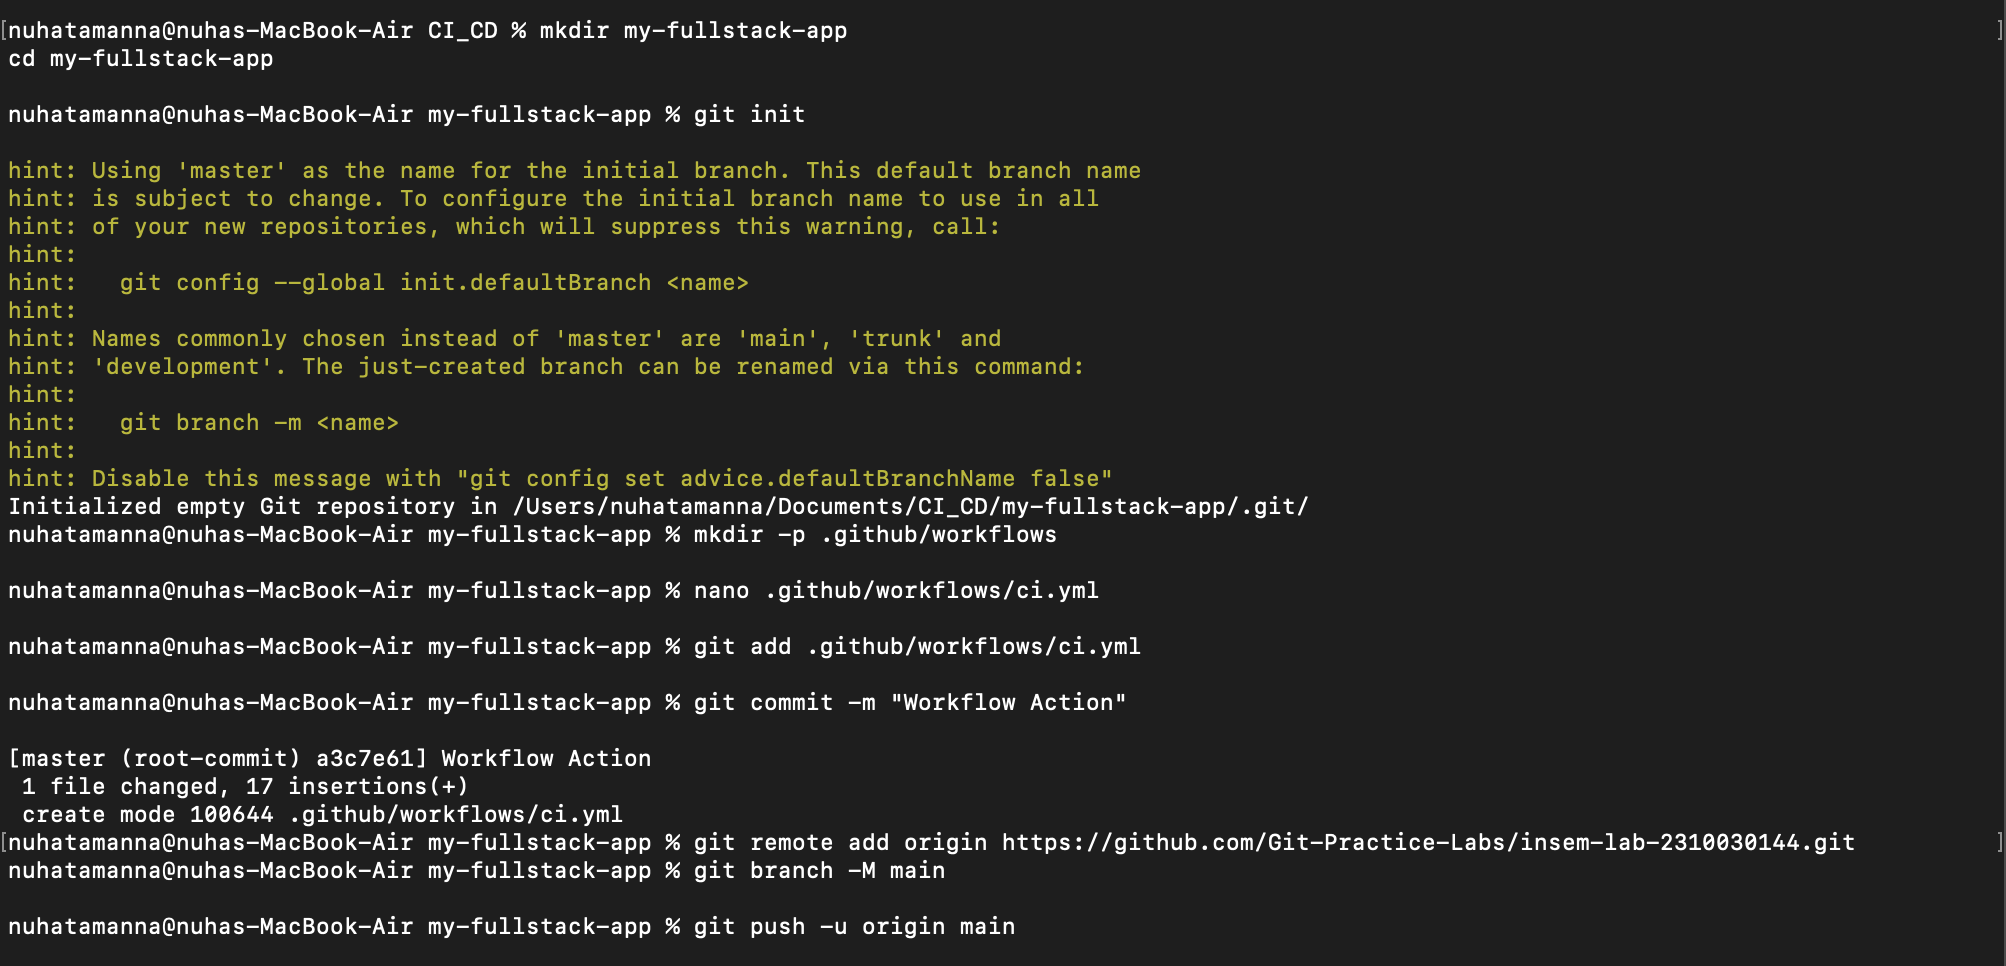 [nuhatamanna@nuhas-MacBook-Air CI_CD % mkdir my-fullstack-app ]
cd my-fullstack-app
nuhatamanna@nuhas-MacBook-Air my-fullstack-app % git init
hint: Using 'master' as the name for the initial branch. This default branch name
hint: is subject to change. To configure the initial branch name to use in all
hint: of your new repositories, which will suppress this warning, call:
hint:
hint:   git config --global init.defaultBranch <name>
hint:
hint: Names commonly chosen instead of 'master' are 'main', 'trunk' and
hint: 'development'. The just-created branch can be renamed via this command:
hint:
hint:   git branch -m <name>
hint:
hint: Disable this message with "git config set advice.defaultBranchName false"
Initialized empty Git repository in /Users/nuhatamanna/Documents/CI_CD/my-fullstack-app/.git/
nuhatamanna@nuhas-MacBook-Air my-fullstack-app % mkdir -p .github/workflows
nuhatamanna@nuhas-MacBook-Air my-fullstack-app % nano .github/workflows/ci.yml
nuhatamanna@nuhas-MacBook-Air my-fullstack-app % git add .github/workflows/ci.yml
nuhatamanna@nuhas-MacBook-Air my-fullstack-app % git commit -m "Workflow Action"
[master (root-commit) a3c7e61] Workflow Action
 1 file changed, 17 insertions(+)
 create mode 100644 .github/workflows/ci.yml
[nuhatamanna@nuhas-MacBook-Air my-fullstack-app % git remote add origin https://github.com/Git-Practice-Labs/insem-lab-2310030144.git ]
nuhatamanna@nuhas-MacBook-Air my-fullstack-app % git branch -M main
nuhatamanna@nuhas-MacBook-Air my-fullstack-app % git push -u origin main